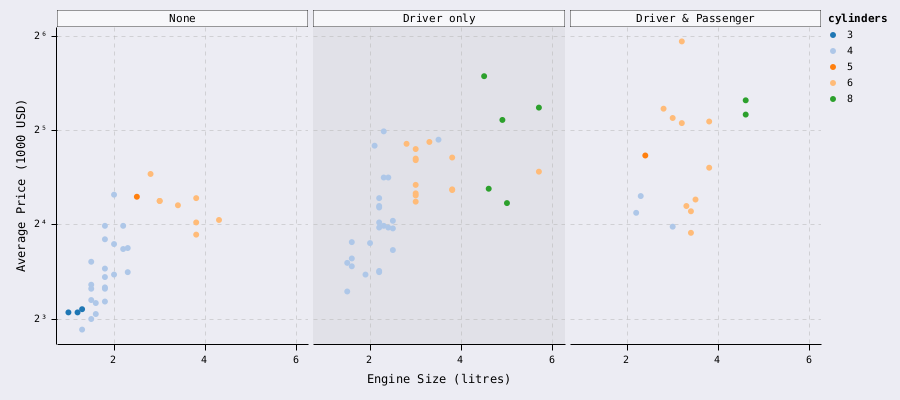 None Driver only Driver & Passenger cylinders
3
4
5
6
8
2⁶
2⁵
2⁴
2³
Average Price (1000 USD)
2 4 6 2 4 6 2 4 6
Engine Size (litres)